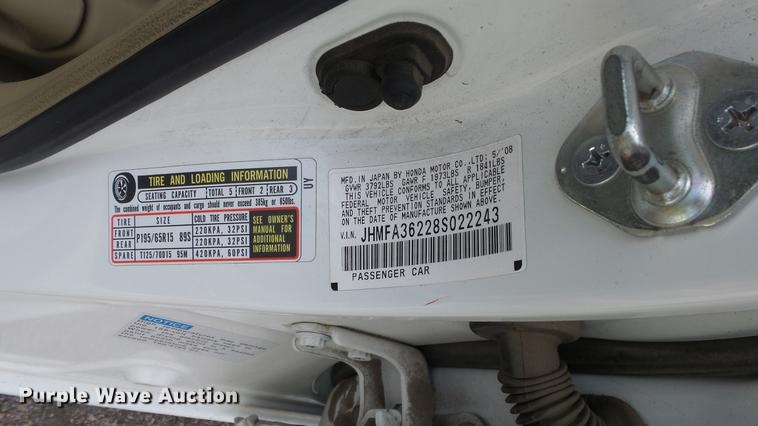 TIRE AND LOADING INFORMATION
SEATING CAPACITY TOTAL 5 FRONT 2 REAR 3
The combined weight of occupants and cargo should never exceed 385kg or 850lbs.
TIRE SIZE COLD TIRE PRESSURE
FRONT P195/65R15 89S 220KPA, 32PSI
REAR 220KPA, 32PSI
SPARE T125/70D15 95M 420KPA, 60PSI
SEE OWNER'S
MANUAL FOR
ADDITIONAL
INFORMATION
UY
MFD. IN JAPAN BY HONDA MOTOR CO., LTD; 5/'08
GVWR 3792LBS GAWR F 1973LBS R 1841LBS
THIS VEHICLE CONFORMS TO ALL APPLICABLE
FEDERAL MOTOR VEHICLE SAFETY, BUMPER,
AND THEFT PREVENTION STANDARDS IN EFFECT
ON THE DATE OF MANUFACTURE SHOWN ABOVE.
V.I.N. JHMFA36228S022243
PASSENGER CAR
NOTICE
Purple Wave Auction